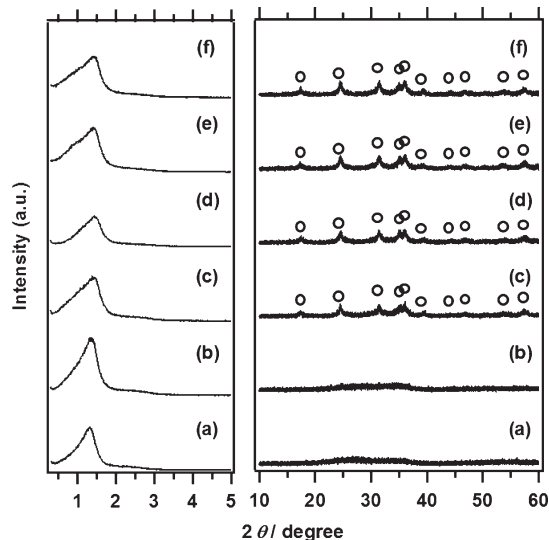 (f) (f)
(e) (e)
(d) (d)
(c) (c)
(b) (b)
(a) (a)
Intensity (a.u.)
1 2 3 4 5 10 20 30 40 50 60
2 θ / degree